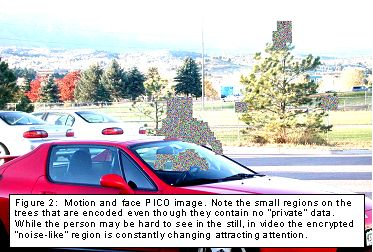 Figure 2:  Motion and face PICO image. Note the small regions on the
trees that are encoded even though they contain no "private" data.
While the person may be hard to see in the still, in video the encrypted
"noise-like" region is constantly changing attracting attention.